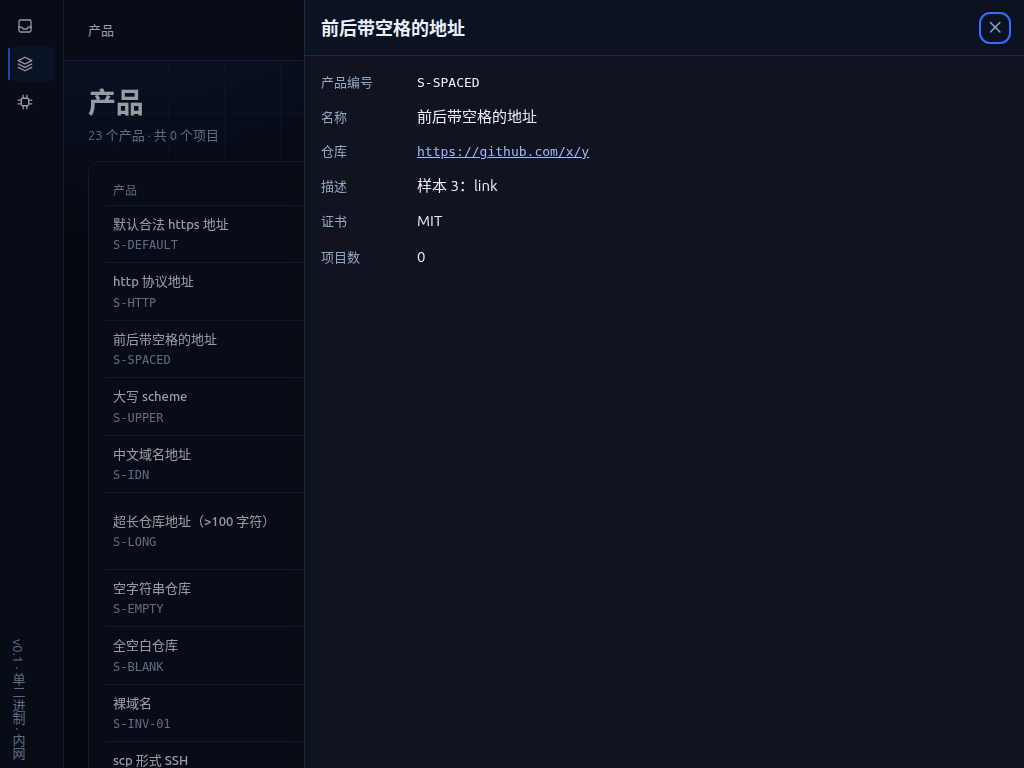 产品
产品
23 个产品 · 共 0 个项目
产品
默认合法 https 地址
S-DEFAULT
http 协议地址
S-HTTP
前后带空格的地址
S-SPACED
大写 scheme
S-UPPER
中文域名地址
S-IDN
超长仓库地址（>100 字符）
S-LONG
空字符串仓库
S-EMPTY
全空白仓库
S-BLANK
裸域名
S-INV-01
scp 形式 SSH
v0.1 · 单二进制 · 内网
前后带空格的地址
产品编号 S-SPACED
名称 前后带空格的地址
仓库 https://github.com/x/y
描述 样本 3：link
证书 MIT
项目数 0